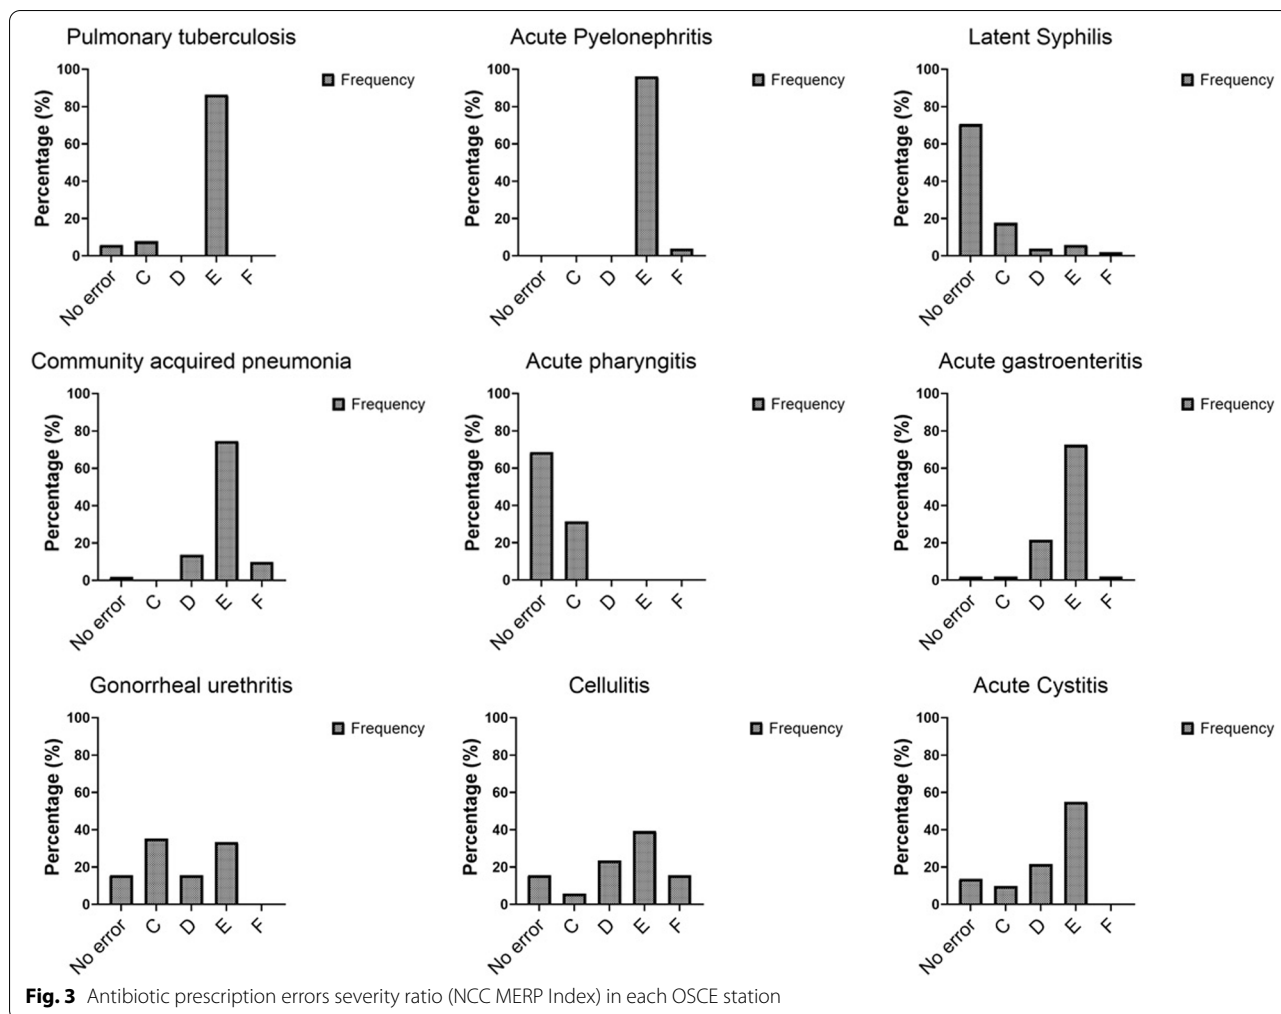 Pulmonary tuberculosis
Percentage (%)
100
80
60
40
20
0
No error
C
D
E
F
Frequency
Acute Pyelonephritis
Percentage (%)
100
80
60
40
20
0
No error
C
D
E
F
Frequency
Latent Syphilis
Percentage (%)
100
80
60
40
20
0
No error
C
D
E
F
Frequency
Community acquired pneumonia
Percentage (%)
100
80
60
40
20
0
No error
C
D
E
F
Frequency
Acute pharyngitis
Percentage (%)
100
80
60
40
20
0
No error
C
D
E
F
Frequency
Acute gastroenteritis
Percentage (%)
100
80
60
40
20
0
No error
C
D
E
F
Frequency
Gonorrheal urethritis
Percentage (%)
100
80
60
40
20
0
No error
C
D
E
F
Frequency
Cellulitis
Percentage (%)
100
80
60
40
20
0
No error
C
D
E
F
Frequency
Acute Cystitis
Percentage (%)
100
80
60
40
20
0
No error
C
D
E
F
Frequency
Fig. 3 Antibiotic prescription errors severity ratio (NCC MERP Index) in each OSCE station